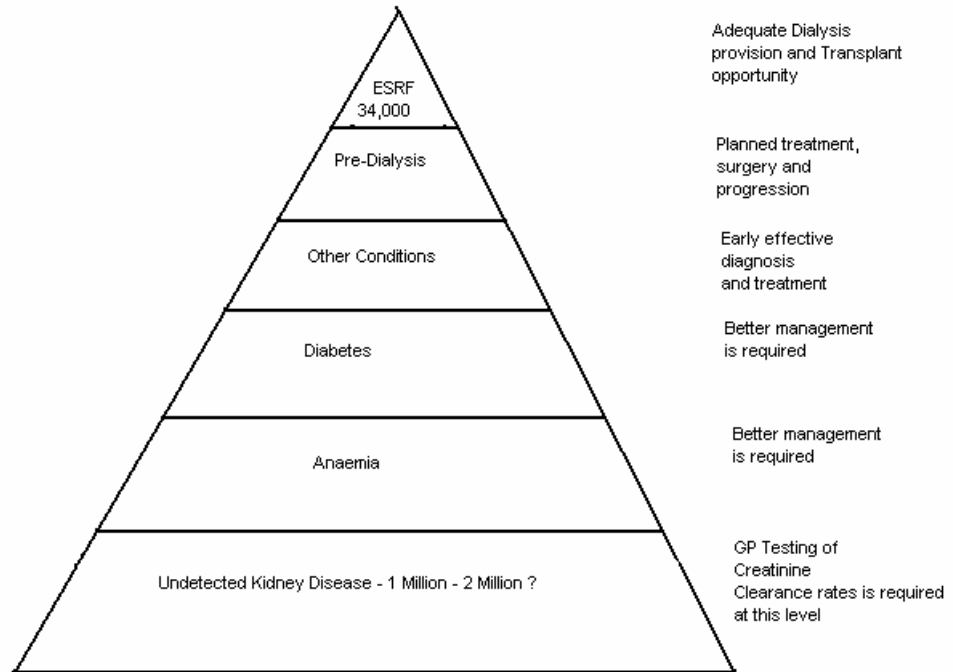 Adequate Dialysis
provision and Transplant
opportunity
ESRF
34,000
Planned treatment,
surgery and
progression
Pre-Dialysis
Early effective
diagnosis
and treatment
Other Conditions
Better management
is required
Diabetes
Better management
is required
Anaemia
GP Testing of
Creatinine
Clearance rates is required
at this level
Undetected Kidney Disease - 1 Million - 2 Million ?